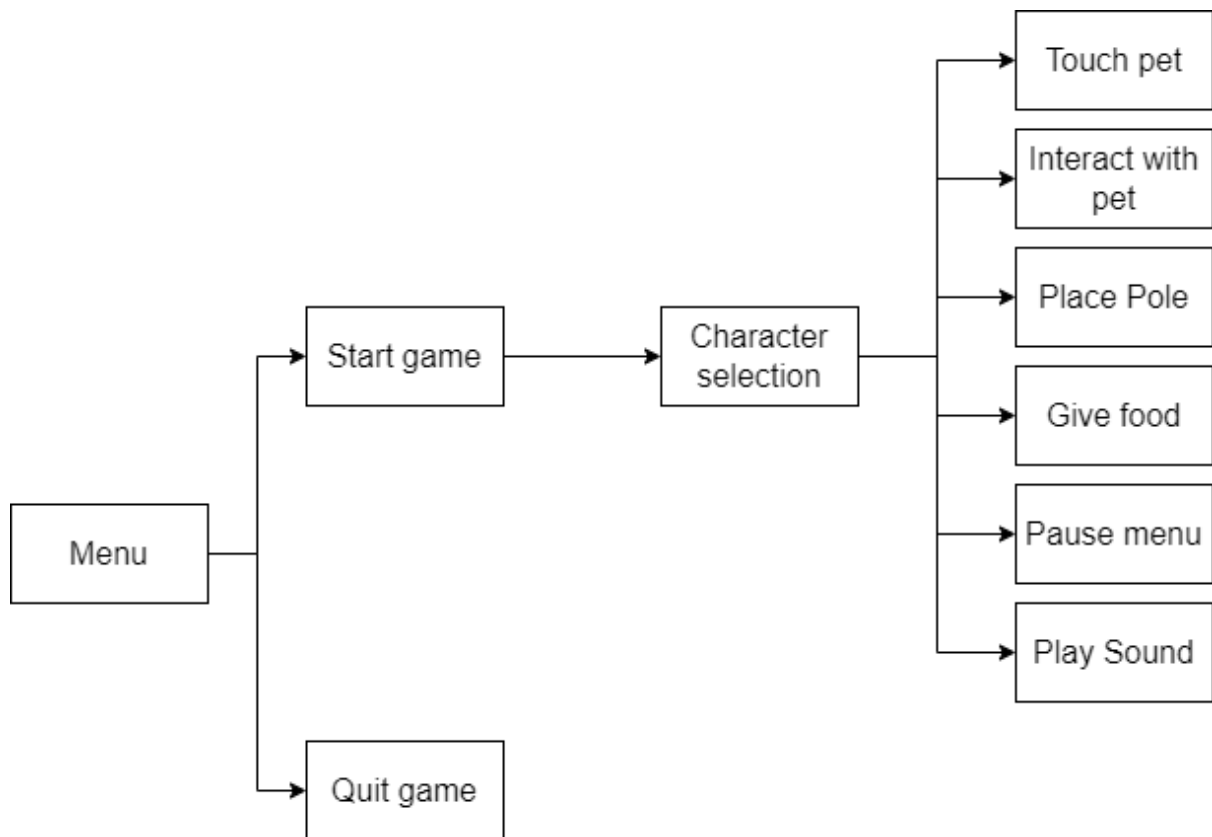 Touch pet
Interact with
pet
Place Pole
Start game
Character
selection
Give food
Menu
Pause menu
Play Sound
Quit game